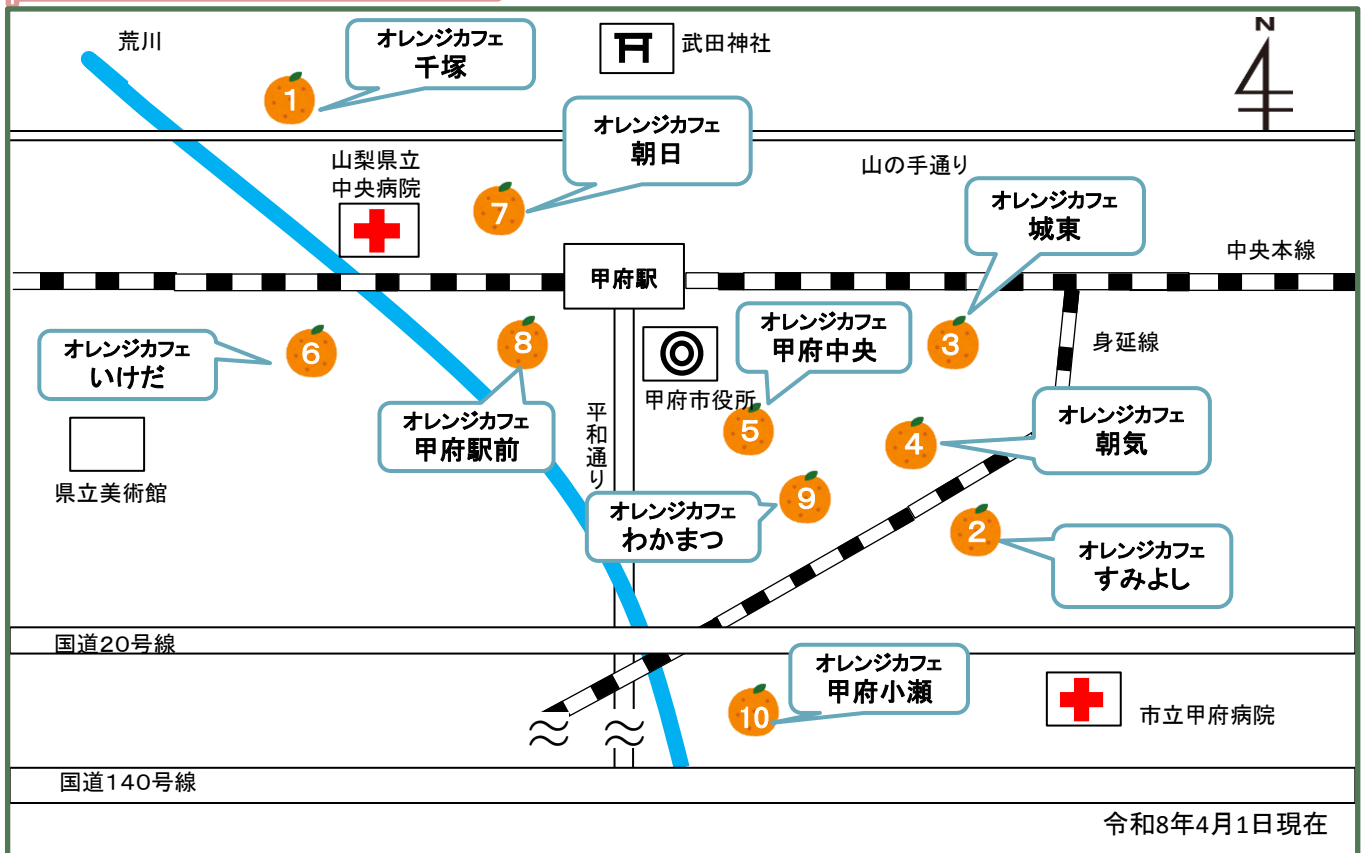 荒川
オレンジカフェ
千塚
武田神社
N
1
オレンジカフェ
朝日
山梨県立
中央病院
山の手通り
7
オレンジカフェ
城東
中央本線
甲府駅
オレンジカフェ
いけだ
6
8
オレンジカフェ
甲府中央
3
身延線
甲府市役所
オレンジカフェ
甲府駅前
平和通り
5
4
オレンジカフェ
朝気
県立美術館
オレンジカフェ
わかまつ
9
2
オレンジカフェ
すみよし
国道20号線
オレンジカフェ
甲府小瀬
10
市立甲府病院
国道140号線
令和8年4月1日現在